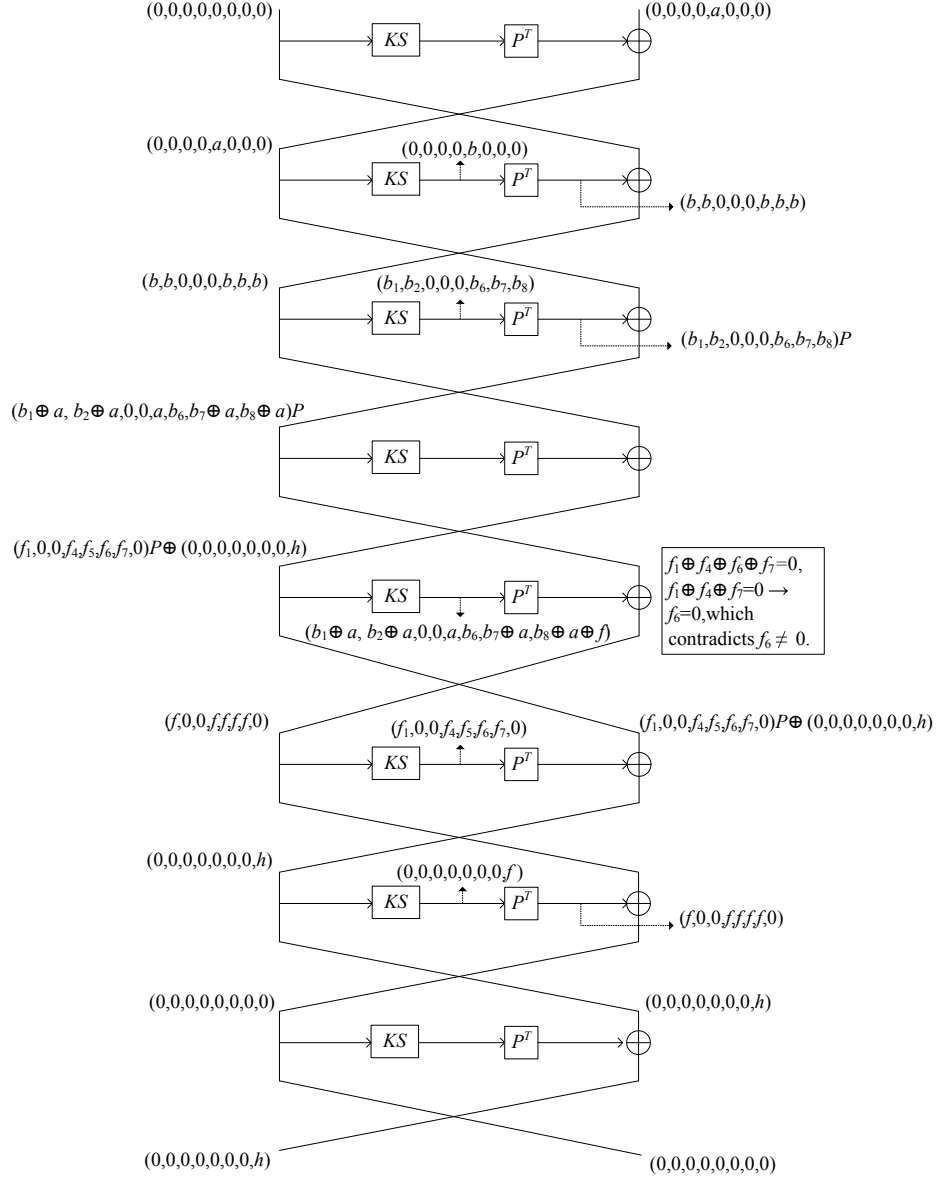 (0,0,0,0,0,0,0,0)
(0,0,0,0,a,0,0,0)
KS
P^T
(0,0,0,0,a,0,0,0)
(0,0,0,0,b,0,0,0)
KS
P^T
(b,b,0,0,0,b,b,b)
(b,b,0,0,0,b,b,b)
(b₁,b₂,0,0,0,b₆,b₇,b₈)
KS
P^T
(b₁,b₂,0,0,0,b₆,b₇,b₈)P
(b₁⊕a, b₂⊕a,0,0,a,b₆,b₇⊕a,b₈⊕a)P
KS
P^T
(f₁,0,0,f₄,f₅,f₆,f₇,0)P⊕(0,0,0,0,0,0,0,h)
KS
P^T
(b₁⊕a, b₂⊕a,0,0,a,b₆,b₇⊕a,b₈⊕a⊕f)
f₁⊕f₄⊕f₆⊕f₇=0,
f₁⊕f₄⊕f₇=0 →
f₆=0,which
contradicts f₆ ≠ 0.
(f,0,0,f,f,f,f,0)
(f₁,0,0,f₄,f₅,f₆,f₇,0)
(f₁,0,0,f₄,f₅,f₆,f₇,0)P⊕(0,0,0,0,0,0,0,h)
KS
P^T
(0,0,0,0,0,0,0,h)
(0,0,0,0,0,0,0,f)
KS
P^T
(f,0,0,f,f,f,f,0)
(0,0,0,0,0,0,0,0)
(0,0,0,0,0,0,0,h)
KS
P^T
(0,0,0,0,0,0,0,h)
(0,0,0,0,0,0,0,0)